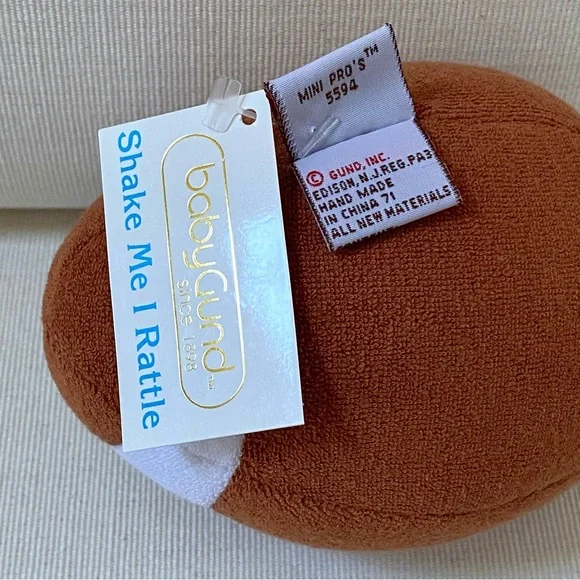 Shake Me I Rattle
babyGund™
since 1898
MINI PRO'S™
5594
© GUND, INC.
EDISON, N.J. REG. PA3
HAND MADE
IN CHINA 71
ALL NEW MATERIALS